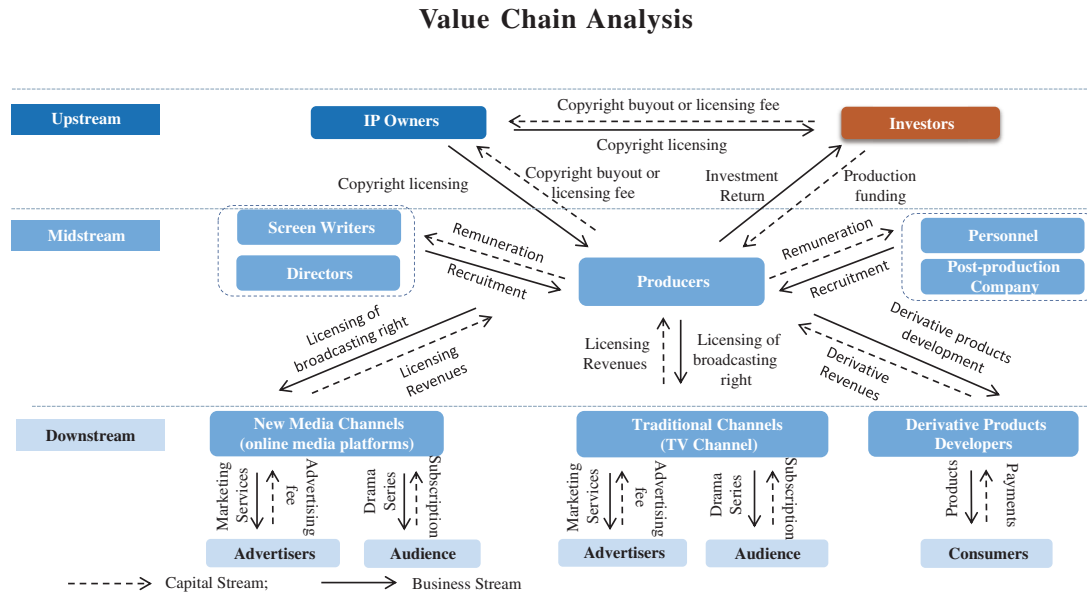 Value Chain Analysis
Upstream
IP Owners
Copyright buyout or licensing fee
Copyright licensing
Investors
Copyright licensing
Copyright buyout or
licensing fee
Investment
Return
Production
funding
Midstream
Screen Writers
Directors
Remuneration
Recruitment
Producers
Remuneration
Recruitment
Personnel
Post-production
Company
Licensing of
broadcasting right
Licensing
Revenues
Licensing
Revenues
Licensing of
broadcasting
right
Derivative products
development
Derivative
Revenues
Downstream
New Media Channels
(online media platforms)
Traditional Channels
(TV Channel)
Derivative Products
Developers
Marketing
Services
Advertising
fee
Drama
Series
Subscription
Marketing
Services
Advertising
fee
Drama
Series
Subscription
Products
Payments
Advertisers
Audience
Advertisers
Audience
Consumers
Capital Stream;
Business Stream